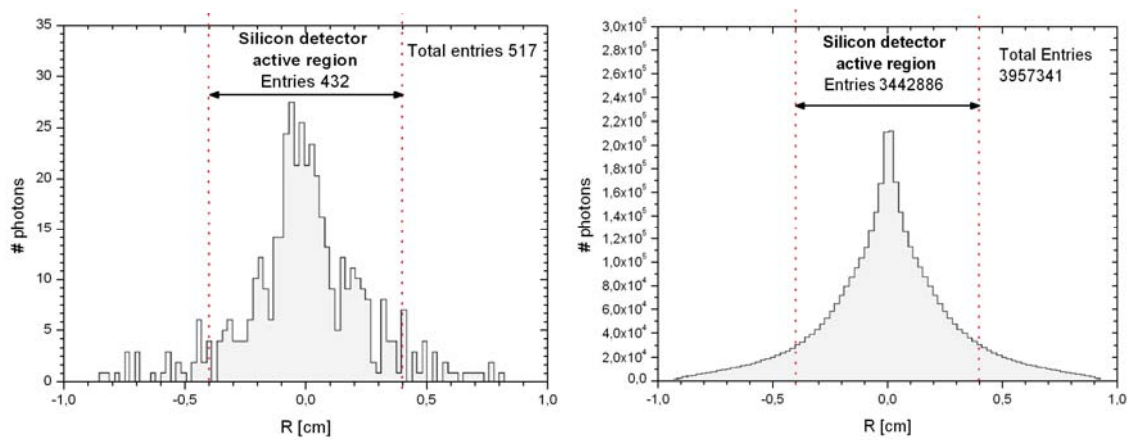 35
30
25
20
15
10
5
0
# photons
Silicon detector
active region
Entries 432
Total entries 517
-1,0 -0,5 0,0 0,5 1,0
R [cm]
3,0x10⁵
2,8x10⁵
2,6x10⁵
2,4x10⁵
2,2x10⁵
2,0x10⁵
1,8x10⁵
1,6x10⁵
1,4x10⁵
1,2x10⁵
1,0x10⁵
8,0x10⁴
6,0x10⁴
4,0x10⁴
2,0x10⁴
0,0
# photons
Silicon detector
active region
Entries 3442886
Total Entries
3957341
-1,0 -0,5 0,0 0,5 1,0
R [cm]